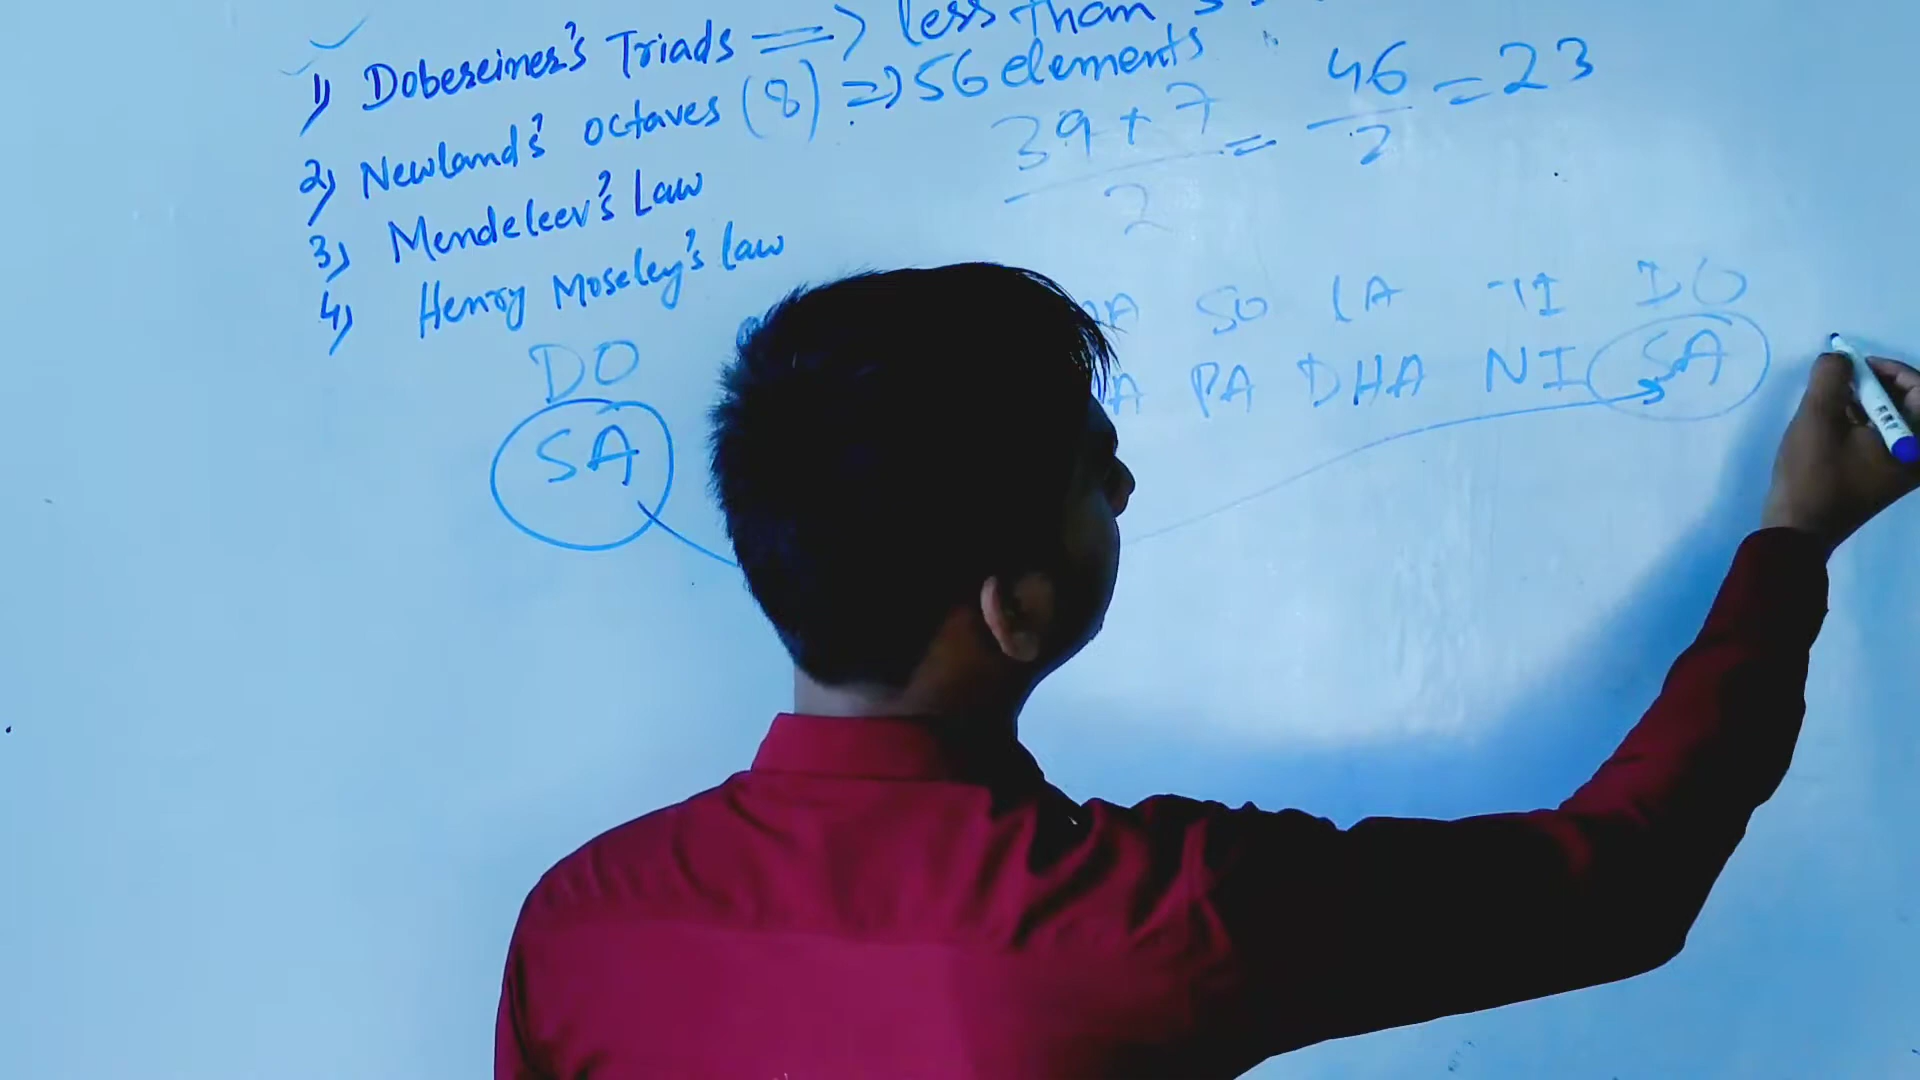 1) Dobereiner's Triads => less than
2) Newland's octaves (8) => 56 elements
3) Mendeleev's Law
4) Henry Moseley's law
39 + 7 / 2 = 46 / 2 = 23
DO SO LA TI DO
SA PA DHA NI SA